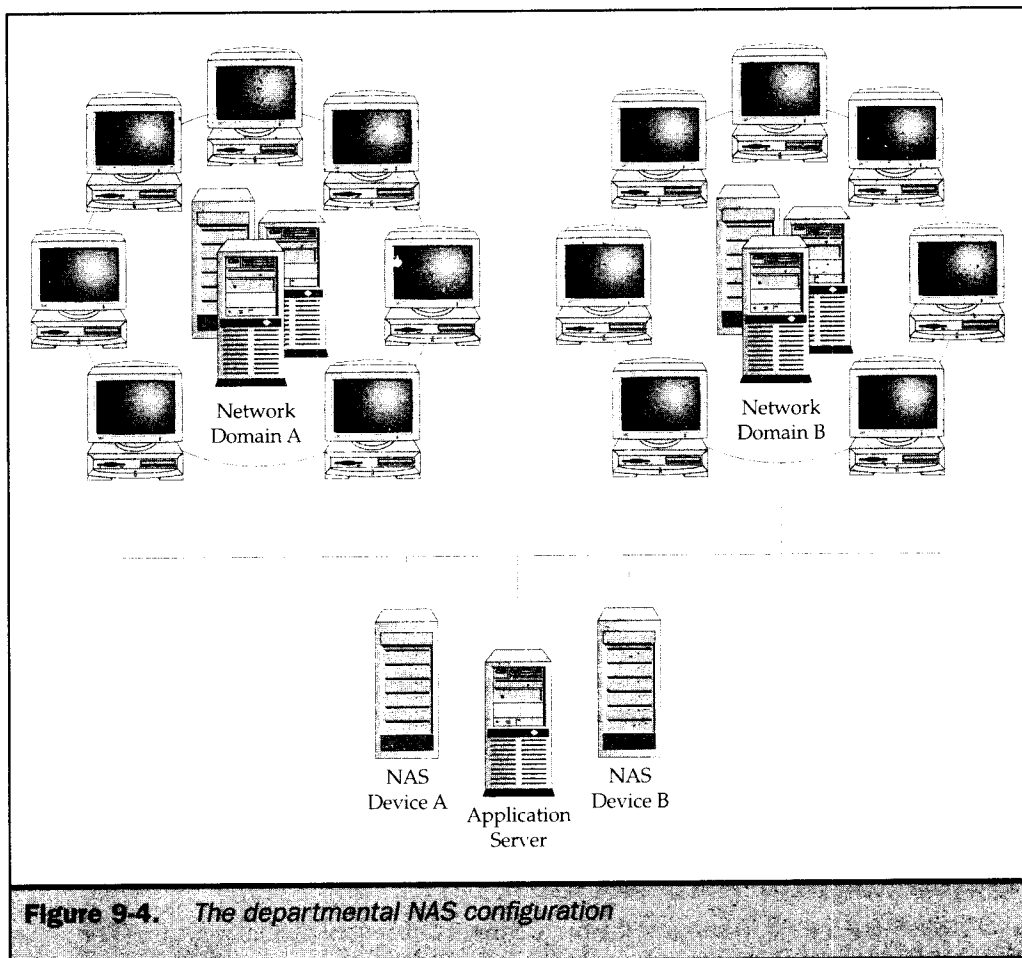 Network
Domain A
Network
Domain B
NAS
Device A
Application
Server
NAS
Device B
Figure 9-4. The departmental NAS configuration